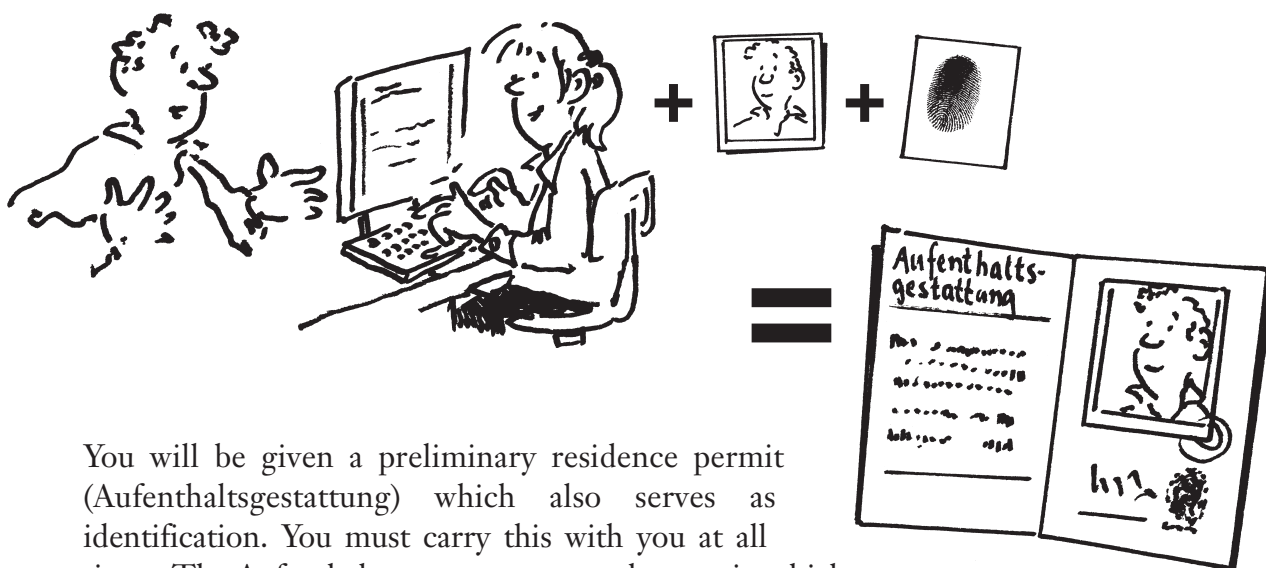 Aufenthalts-
gestattung
You will be given a preliminary residence permit
(Aufenthaltsgestattung) which also serves as
identification. You must carry this with you at all